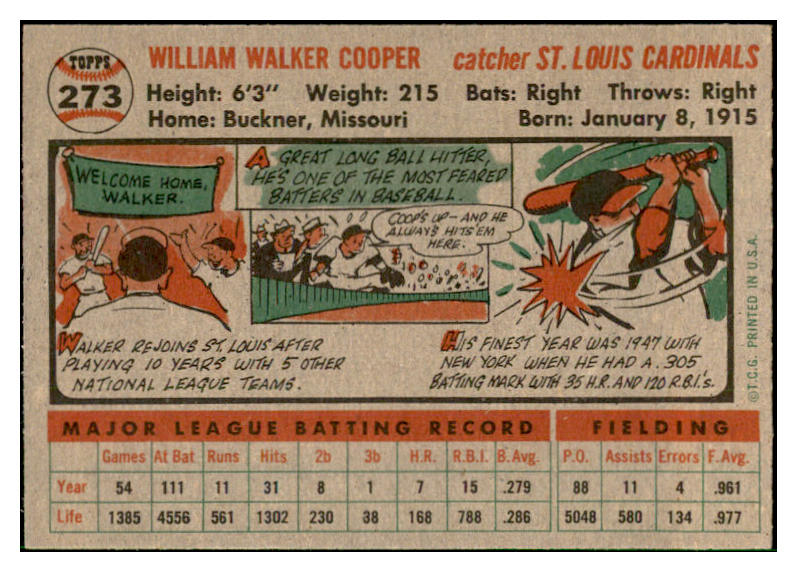 TOPPS
273
WILLIAM WALKER COOPER catcher ST. LOUIS CARDINALS
Height: 6'3" Weight: 215 Bats: Right Throws: Right
Home: Buckner, Missouri Born: January 8, 1915
WELCOME HOME,
WALKER.
A GREAT LONG BALL HITTER,
HE'S ONE OF THE MOST FEARED
BATTERS IN BASEBALL.
COOP'S UP—AND HE
ALWAYS HITS 'EM
HERE.
WALKER REJOINS ST. LOUIS AFTER
PLAYING 10 YEARS WITH 5 OTHER
NATIONAL LEAGUE TEAMS.
HIS FINEST YEAR WAS 1947 WITH
NEW YORK WHEN HE HAD A .305
BATTING MARK WITH 35 H.R. AND 120 R.B.I.'s.
©T.C.G. PRINTED IN U.S.A.
MAJOR LEAGUE BATTING RECORD FIELDING
Games At Bat Runs Hits 2b 3b H.R. R.B.I. B.Avg. P.O. Assists Errors F.Avg.
Year 54 111 11 31 8 1 7 15 .279 88 11 4 .961
Life 1385 4556 561 1302 230 38 168 788 .286 5048 580 134 .977